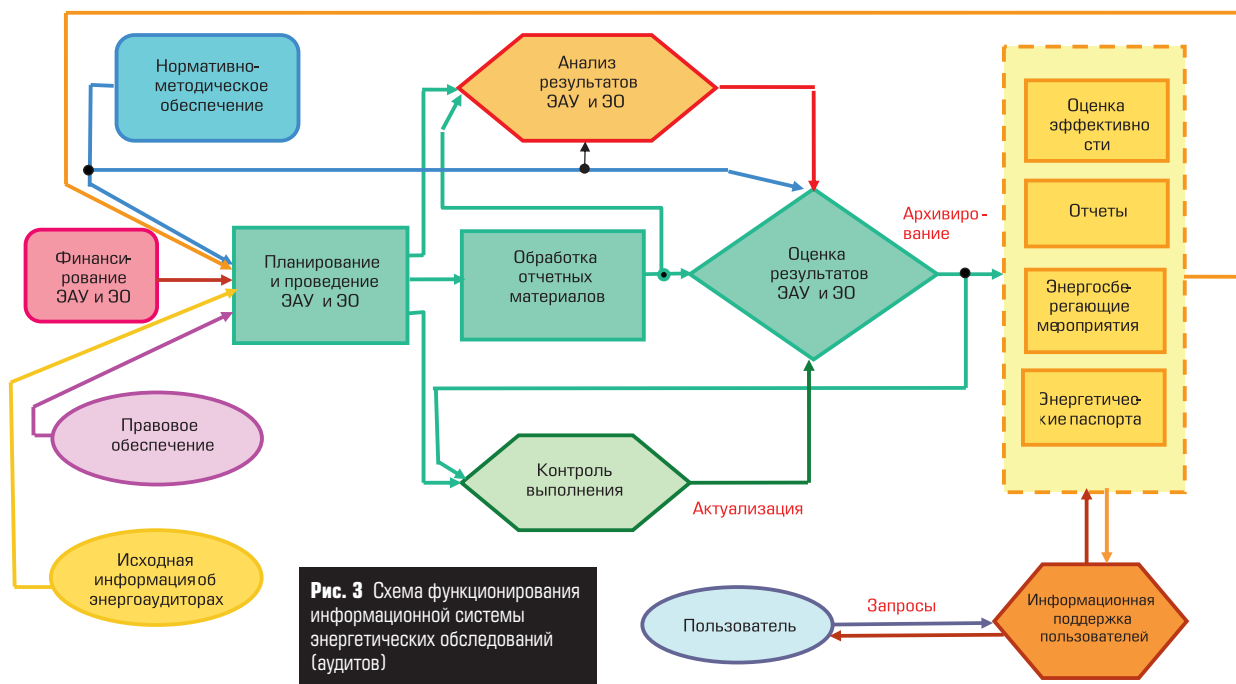 Нормативно-
методическое
обеспечение
Анализ
результатов
ЭАУ и ЭО
Оценка
эффективно
сти
Отчеты
Энергосбе-
регающие
мероприятия
Энергетичес-
кие паспорта
Архивиро -
вание
Финанси-
рование
ЭАУ и ЭО
Планирование
и проведение
ЭАУ и ЭО
Обработка
отчетных
материалов
Оценка
результатов
ЭАУ и ЭО
Правовое
обеспечение
Контроль
выполнения
Актуализация
Исходная
информация об
энергоаудиторах
Рис. 3 Схема функционирования
информационной системы
энергетических обследований
(аудитов)
Пользователь
Запросы
Информационная
поддержка
пользователей